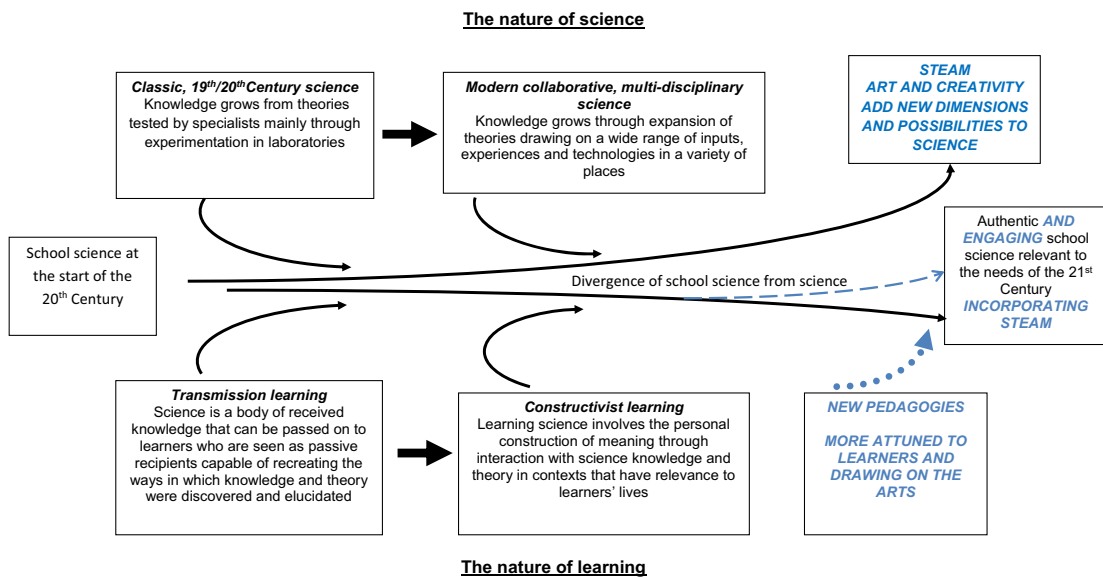 The nature of science
Classic, 19th/20thCentury science
Knowledge grows from theories
tested by specialists mainly through
experimentation in laboratories
Modern collaborative, multi-disciplinary
science
Knowledge grows through expansion of
theories drawing on a wide range of inputs,
experiences and technologies in a variety of
places
STEAM
ART AND CREATIVITY
ADD NEW DIMENSIONS
AND POSSIBILITIES TO
SCIENCE
School science at
the start of the
20th Century
Divergence of school science from science
Authentic AND
ENGAGING school
science relevant to
the needs of the 21st
Century
INCORPORATING
STEAM
Transmission learning
Science is a body of received
knowledge that can be passed on to
learners who are seen as passive
recipients capable of recreating the
ways in which knowledge and theory
were discovered and elucidated
Constructivist learning
Learning science involves the personal
construction of meaning through
interaction with science knowledge and
theory in contexts that have relevance to
learners' lives
NEW PEDAGOGIES
MORE ATTUNED TO
LEARNERS AND
DRAWING ON THE
ARTS
The nature of learning